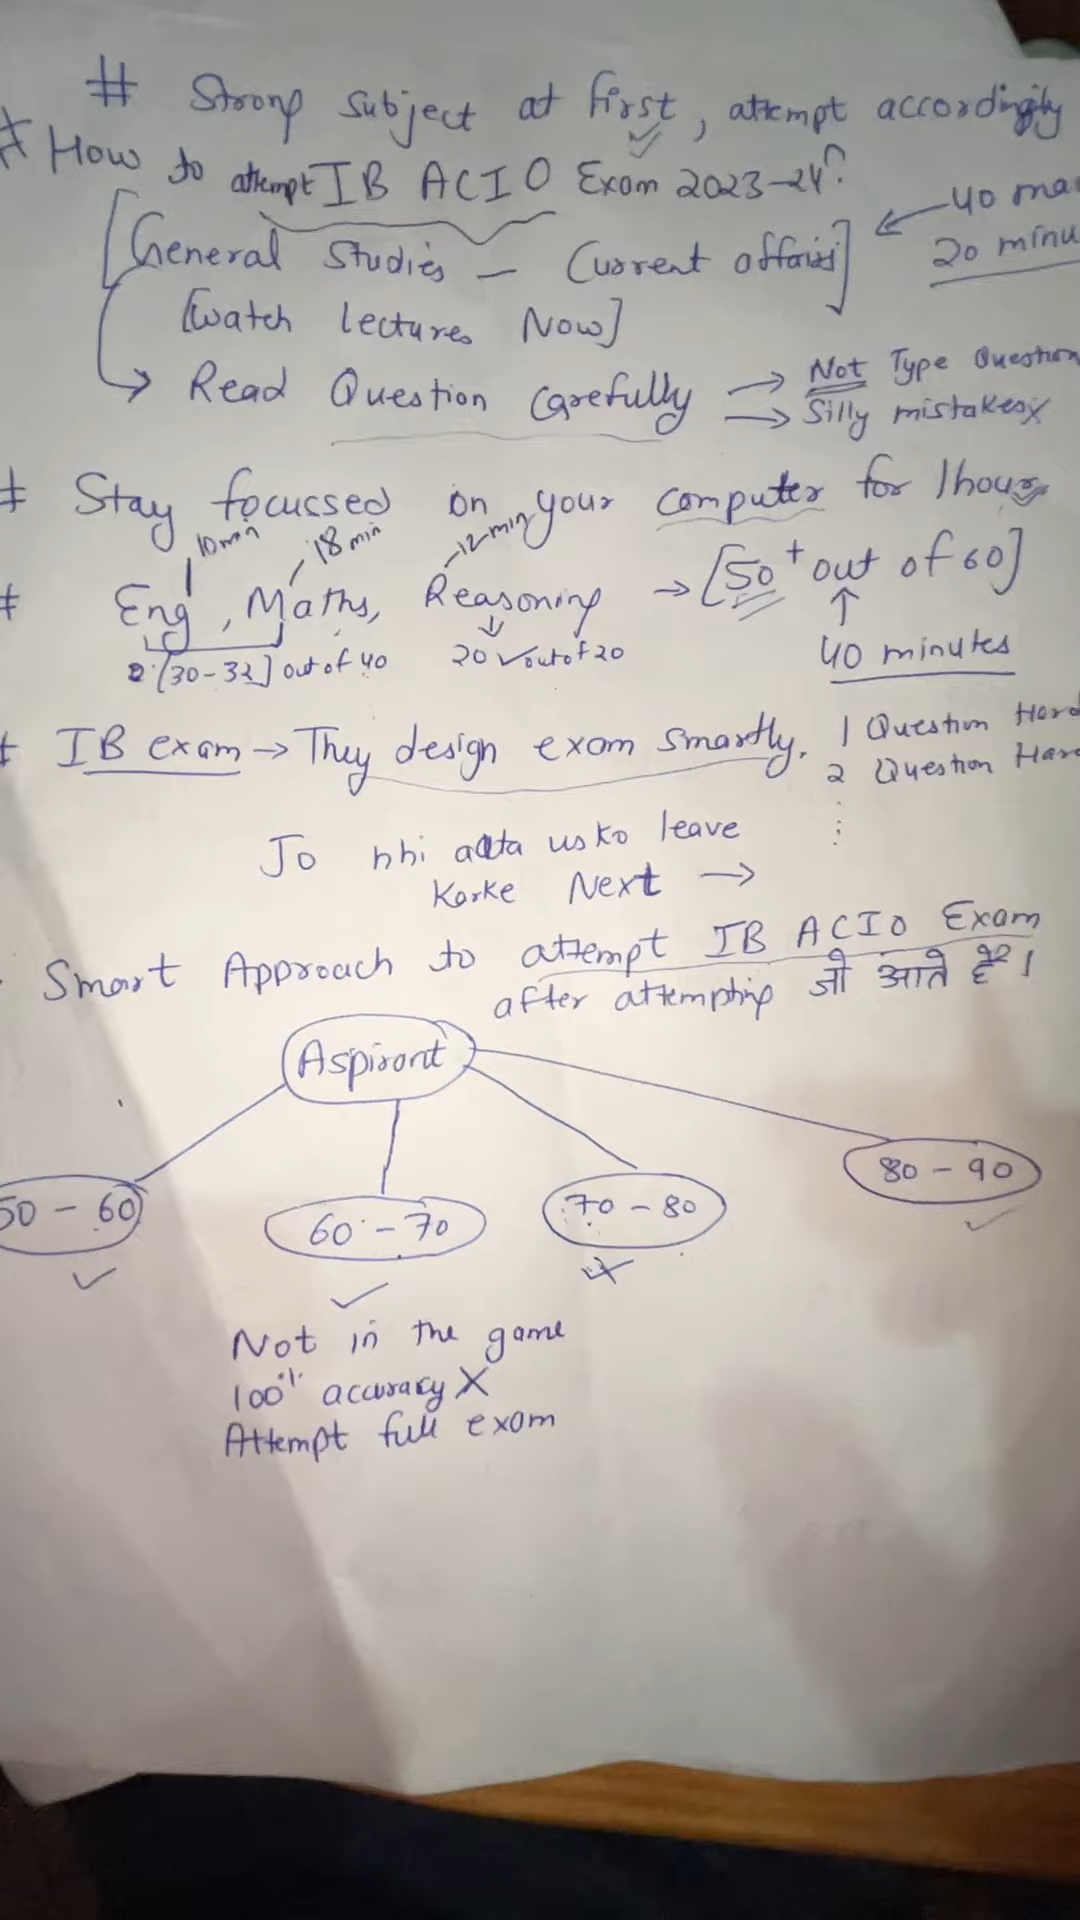 # Strong subject at first, attempt accordingly
# How to attempt IB ACIO Exam 2023-24?
[General Studies – Current affairs] ← 40 ma
20 minu
[Watch lectures Now]
→ Read Question Carefully → Not Type Question
→ Silly mistakes X
# Stay focussed on your computer for 1hour
10min 18 min 12 min
# Eng, Maths, Reasoning → [50+ out of 60]
[30-32] out of 40 20 ✓ out of 20 40 minutes
# IB exam → They design exam smartly. 1 Question Hard
2 Question Hard
Jo nhi aata usko leave
Karke Next →
Smart Approach to attempt IB ACIO Exam
after attempting जो आते हैं।
Aspirant
50 – 60 ✓
60 – 70 ✓
70 – 80
80 – 90 ✓
Not in the game
100% accuracy X
Attempt full exam